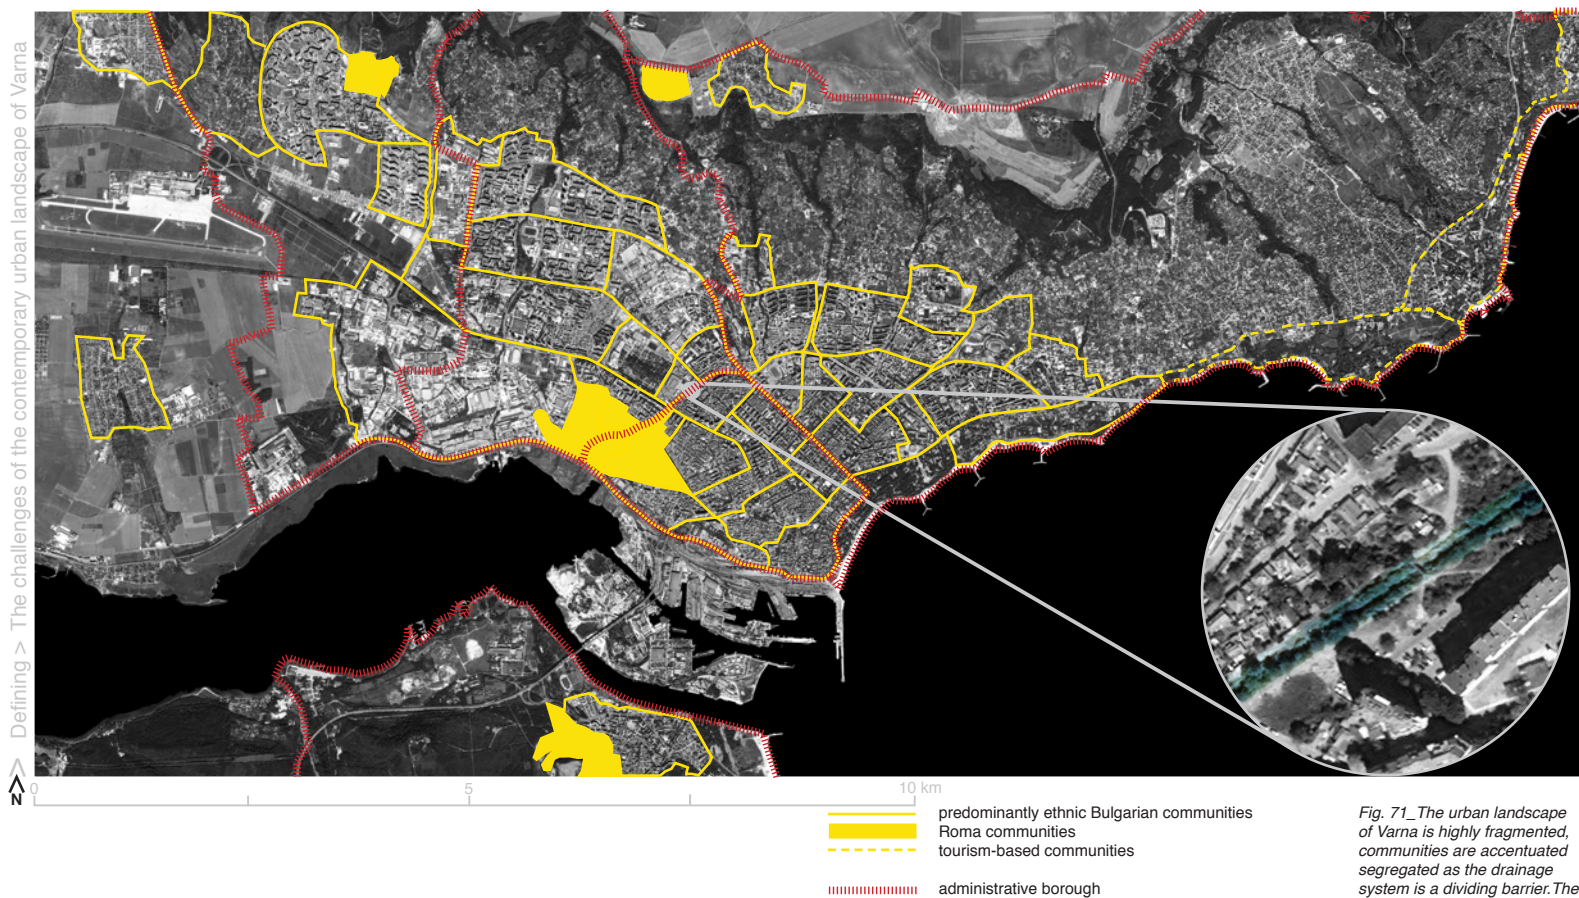 Defining > The challenges of the contemporary urban landscape of Varna
>>
N
0
5
10 km
predominantly ethnic Bulgarian communities
Roma communities
tourism-based communities
administrative borough
Fig. 71_The urban landscape
of Varna is highly fragmented,
communities are accentuated
segregated as the drainage
system is a dividing barrier.The